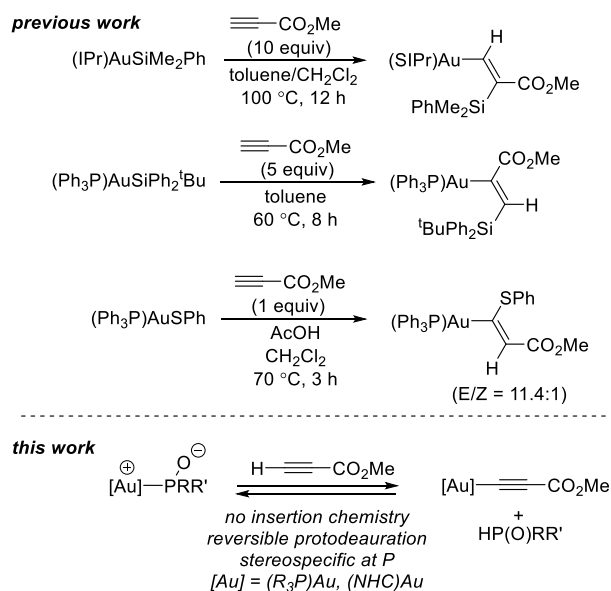 previous work
≡—CO₂Me
(10 equiv)
(IPr)AuSiMe₂Ph
toluene/CH₂Cl₂
100 °C, 12 h
H
(SIPr)Au
CO₂Me
PhMe₂Si
≡—CO₂Me
(5 equiv)
(Ph₃P)AuSiPh₂ᵗBu
toluene
60 °C, 8 h
CO₂Me
(Ph₃P)Au
H
ᵗBuPh₂Si
≡—CO₂Me
(1 equiv)
(Ph₃P)AuSPh
AcOH
CH₂Cl₂
70 °C, 3 h
SPh
(Ph₃P)Au
CO₂Me
H
(E/Z = 11.4:1)
this work
⊕ O ⊖
[Au]—PRR'
H—≡—CO₂Me
no insertion chemistry
reversible protodeauration
stereospecific at P
[Au] = (R₃P)Au, (NHC)Au
[Au]—≡—CO₂Me
+
HP(O)RR'